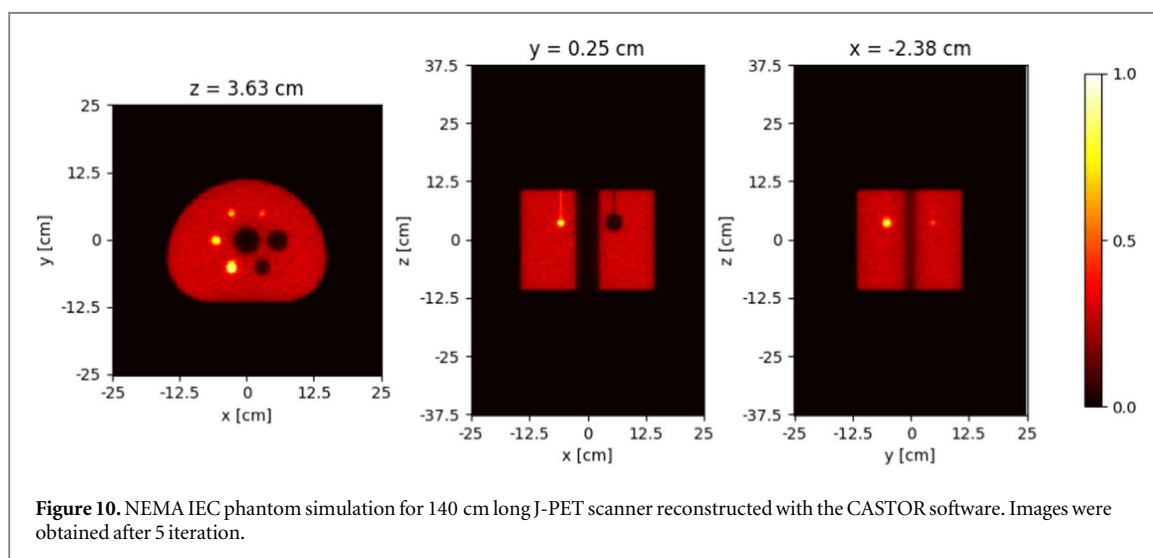 z = 3.63 cm
25
12.5
0
-12.5
-25
y [cm]
-25 -12.5 0 12.5 25
x [cm]
y = 0.25 cm
37.5
25
12.5
0
-12.5
-25
-37.5
z [cm]
-25 -12.5 0 12.5 25
x [cm]
x = -2.38 cm
37.5
25
12.5
0
-12.5
-25
-37.5
z [cm]
-25 -12.5 0 12.5 25
y [cm]
1.0
0.5
0.0
Figure 10. NEMA IEC phantom simulation for 140 cm long J-PET scanner reconstructed with the CASTOR software. Images were
obtained after 5 iteration.